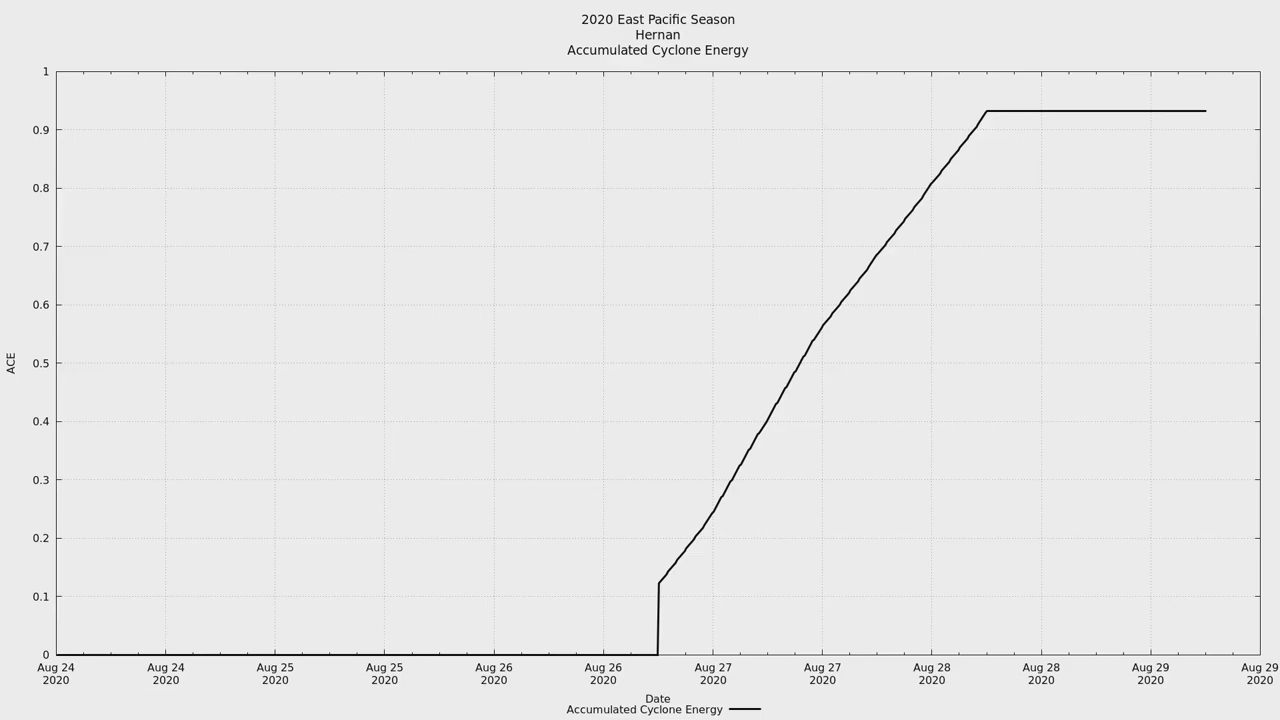 2020 East Pacific Season
Hernan
Accumulated Cyclone Energy
1
0.9
0.8
0.7
0.6
0.5
0.4
0.3
0.2
0.1
0
ACE
Aug 24 Aug 24 Aug 25 Aug 25 Aug 26 Aug 26 Aug 27 Aug 27 Aug 28 Aug 28 Aug 29 Aug 29
2020 2020 2020 2020 2020 2020 2020 2020 2020 2020 2020 2020
Date
Accumulated Cyclone Energy